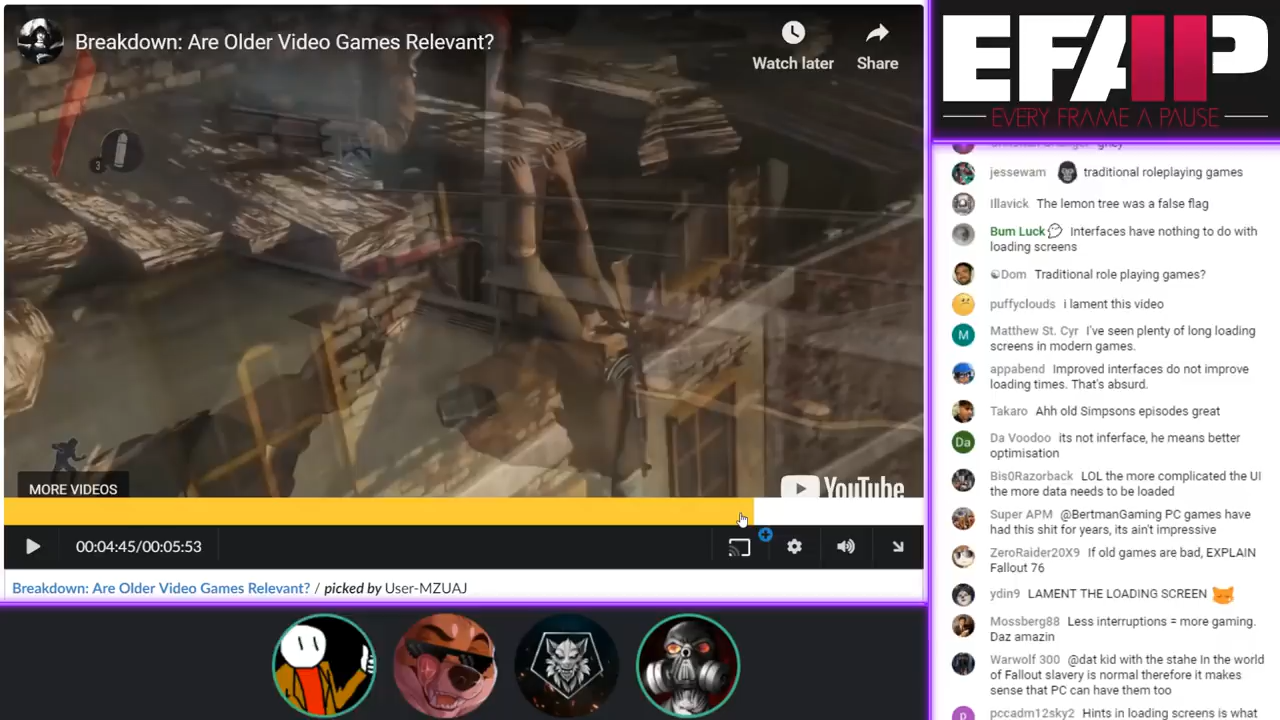 Breakdown: Are Older Video Games Relevant?
Watch later
Share
3
MORE VIDEOS
YouTube
00:04:45/00:05:53
Breakdown: Are Older Video Games Relevant? / picked by User-MZUAJ
EFAP
EVERY FRAME A PAUSE
jessewam traditional roleplaying games
Illavick The lemon tree was a false flag
Bum Luck Interfaces have nothing to do with
loading screens
Dom Traditional role playing games?
puffyclouds i lament this video
M
Matthew St. Cyr I've seen plenty of long loading
screens in modern games.
appabend Improved interfaces do not improve
loading times. That's absurd.
Takaro Ahh old Simpsons episodes great
Da
Da Voodoo its not inferface, he means better
optimisation
Bis0Razorback LOL the more complicated the UI
the more data needs to be loaded
Super APM @BertmanGaming PC games have
had this shit for years, its ain't impressive
ZeroRaider20X9 If old games are bad, EXPLAIN
Fallout 76
ydin9 LAMENT THE LOADING SCREEN
Mossberg88 Less interruptions = more gaming.
Daz amazin
Warwolf 300 @dat kid with the stahe In the world
of Fallout slavery is normal therefore it makes
sense that PC can have them too
p
pccadm12sky2 Hints in loading screens is what